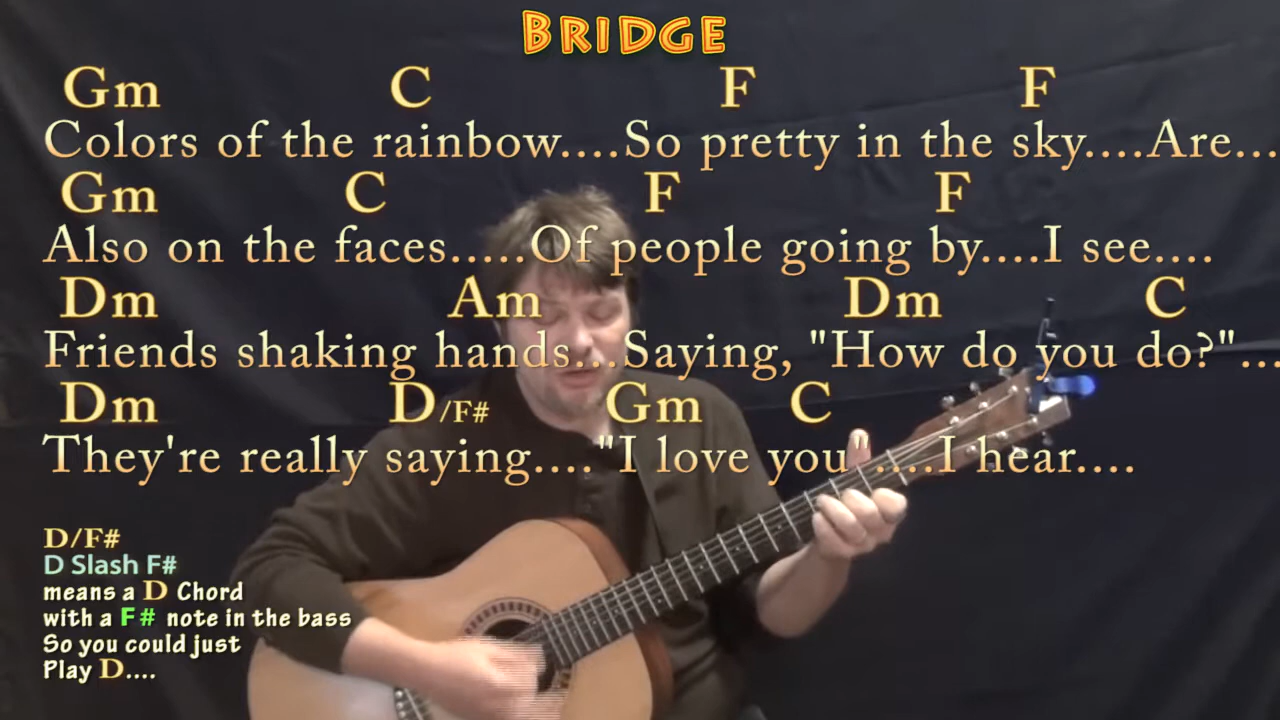 BRIDGE
Gm C F F
Colors of the rainbow....So pretty in the sky....Are...
Gm C F F
Also on the faces.....Of people going by....I see....
Dm Am Dm C
Friends shaking hands...Saying, "How do you do?"...
Dm D/F# Gm C
They're really saying...."I love you"....I hear....
D/F#
D Slash F#
means a D Chord
with a F# note in the bass
So you could just
Play D....